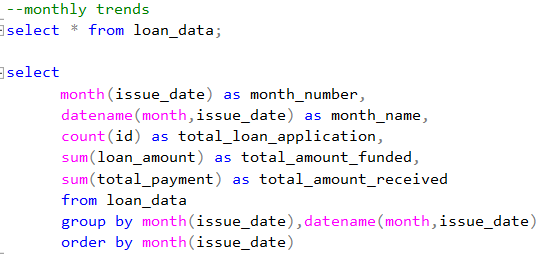 --monthly trends
select * from loan_data;
select
month(issue_date) as month_number,
datename(month,issue_date) as month_name,
count(id) as total_loan_application,
sum(loan_amount) as total_amount_funded,
sum(total_payment) as total_amount_received
from loan_data
group by month(issue_date),datename(month,issue_date)
order by month(issue_date)